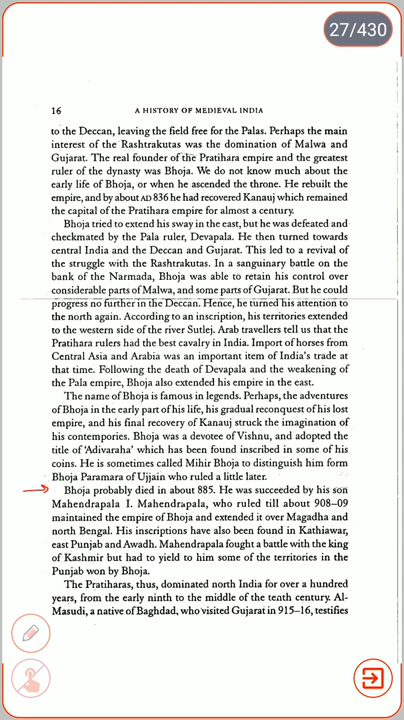 27/430
16
A HISTORY OF MEDIEVAL INDIA
to the Deccan, leaving the field free for the Palas. Perhaps the main
interest of the Rashtrakutas was the domination of Malwa and
Gujarat. The real founder of the Pratihara empire and the greatest
ruler of the dynasty was Bhoja. We do not know much about the
early life of Bhoja, or when he ascended the throne. He rebuilt the
empire, and by about AD 836 he had recovered Kanauj which remained
the capital of the Pratihara empire for almost a century.
Bhoja tried to extend his sway in the east, but he was defeated and
checkmated by the Pala ruler, Devapala. He then turned towards
central India and the Deccan and Gujarat. This led to a revival of
the struggle with the Rashtrakutas. In a sanguinary battle on the
bank of the Narmada, Bhoja was able to retain his control over
considerable parts of Malwa, and some parts of Gujarat. But he could
progress no further in the Deccan. Hence, he turned his attention to
the north again. According to an inscription, his territories extended
to the western side of the river Sutlej. Arab travellers tell us that the
Pratihara rulers had the best cavalry in India. Import of horses from
Central Asia and Arabia was an important item of India's trade at
that time. Following the death of Devapala and the weakening of
the Pala empire, Bhoja also extended his empire in the east.
The name of Bhoja is famous in legends. Perhaps, the adventures
of Bhoja in the early part of his life, his gradual reconquest of his lost
empire, and his final recovery of Kanauj struck the imagination of
his contempories. Bhoja was a devotee of Vishnu, and adopted the
title of 'Adivaraha' which has been found inscribed in some of his
coins. He is sometimes called Mihir Bhoja to distinguish him form
Bhoja Paramara of Ujjain who ruled a little later.
Bhoja probably died in about 885. He was succeeded by his son
Mahendrapala I. Mahendrapala, who ruled till about 908–09
maintained the empire of Bhoja and extended it over Magadha and
north Bengal. His inscriptions have also been found in Kathiawar,
east Punjab and Awadh. Mahendrapala fought a battle with the king
of Kashmir but had to yield to him some of the territories in the
Punjab won by Bhoja.
The Pratiharas, thus, dominated north India for over a hundred
years, from the early ninth to the middle of the tenth century. Al-
Masudi, a native of Baghdad, who visited Gujarat in 915–16, testifies